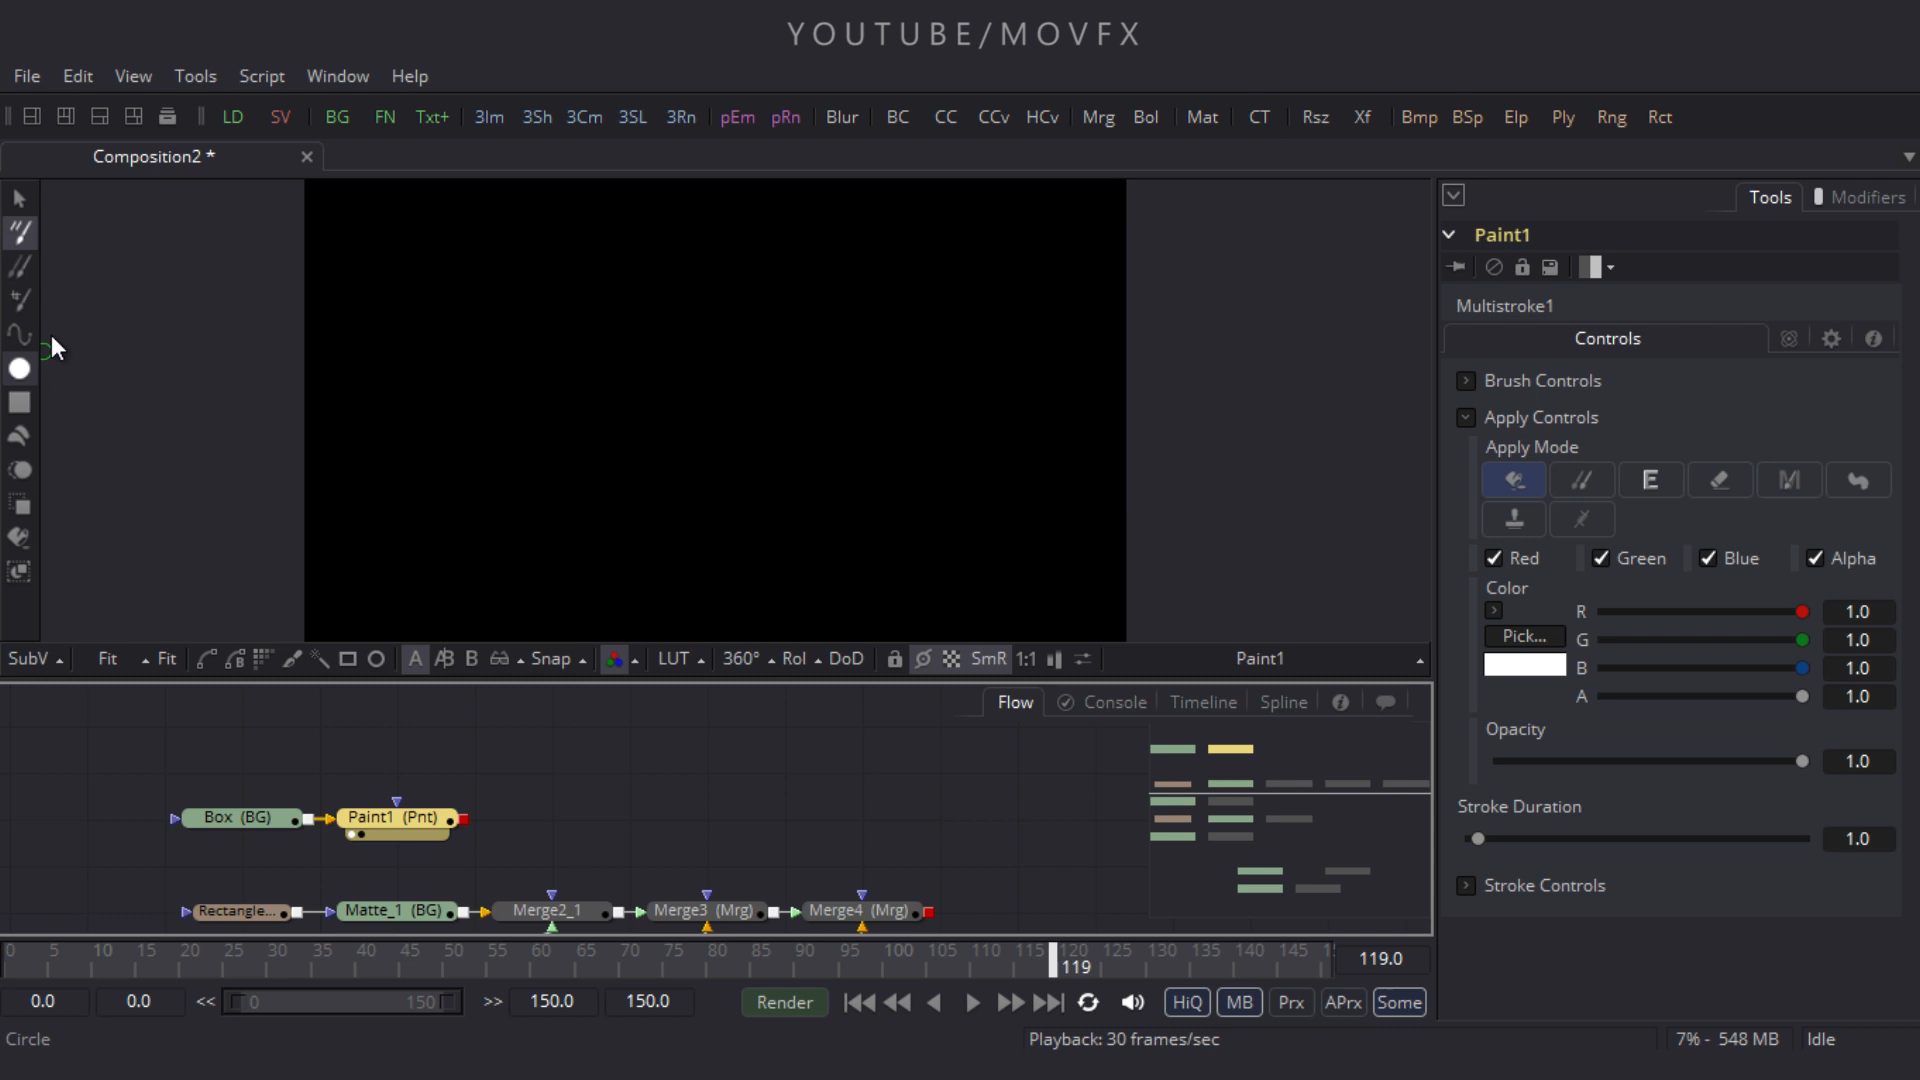 YOUTUBE/MOVFX
File Edit View Tools Script Window Help
LD SV BG FN Txt+ 3Im 3Sh 3Cm 3SL 3Rn pEm pRn Blur BC CC CCv HCv Mrg Bol Mat CT Rsz Xf Bmp BSp Elp Ply Rng Rct
Composition2 *
Tools Modifiers
Paint1
Multistroke1
Controls
Brush Controls
Apply Controls
Apply Mode
E M
Red Green Blue Alpha
Color
R 1.0
Pick... G 1.0
B 1.0
A 1.0
Opacity
1.0
Stroke Duration
1.0
Stroke Controls
SubV Fit Fit A AB B Snap LUT 360° Rol DoD SmR 1:1 Paint1
Flow Console Timeline Spline
Box (BG) Paint1 (Pnt)
Rectangle... Matte_1 (BG) Merge2_1 Merge3 (Mrg) Merge4 (Mrg)
0 5 10 15 20 25 30 35 40 45 50 55 60 65 70 75 80 85 90 95 100 105 110 115 120 125 130 135 140 145
119 119.0
0.0 0.0 << 0 150 >> 150.0 150.0 Render HiQ MB Prx APrx Some
Circle Playback: 30 frames/sec 7% - 548 MB Idle